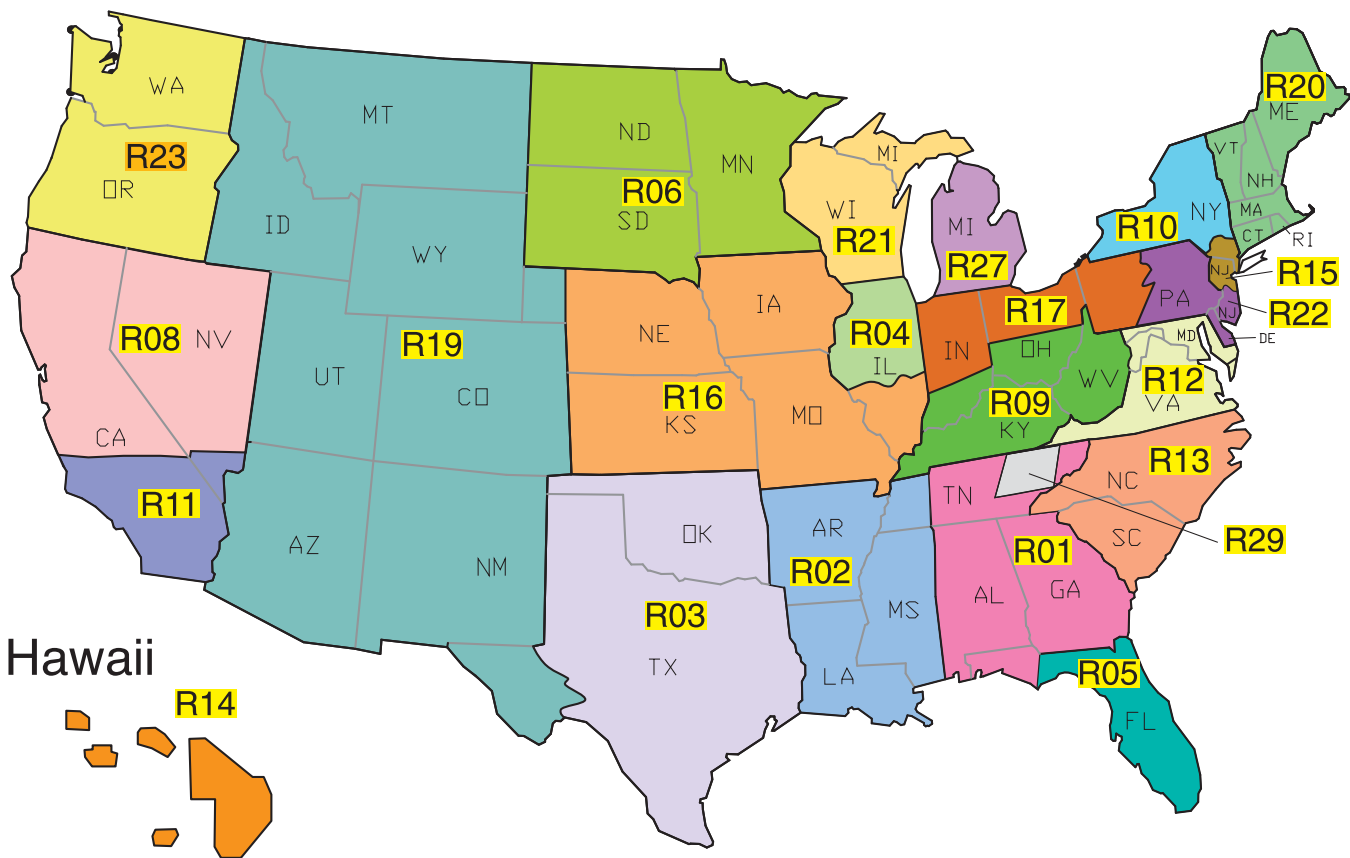 WA
R23
OR
MT
ID
WY
ND
R06
SD
MN
MI
WI
R21
MI
R27
R20
ME
VT
NH
MA
CT
RI
NY
R10
NJ
R15
PA
NJ
R22
DE
MD
R12
VA
R08
NV
CA
R11
R19
UT
CO
AZ
NM
NE
IA
R16
KS
MO
R04
IL
IN
R17
OH
R09
WV
KY
R13
NC
SC
TN
R29
R01
AL
GA
AR
R02
MS
LA
OK
R03
TX
R05
FL
Hawaii
R14